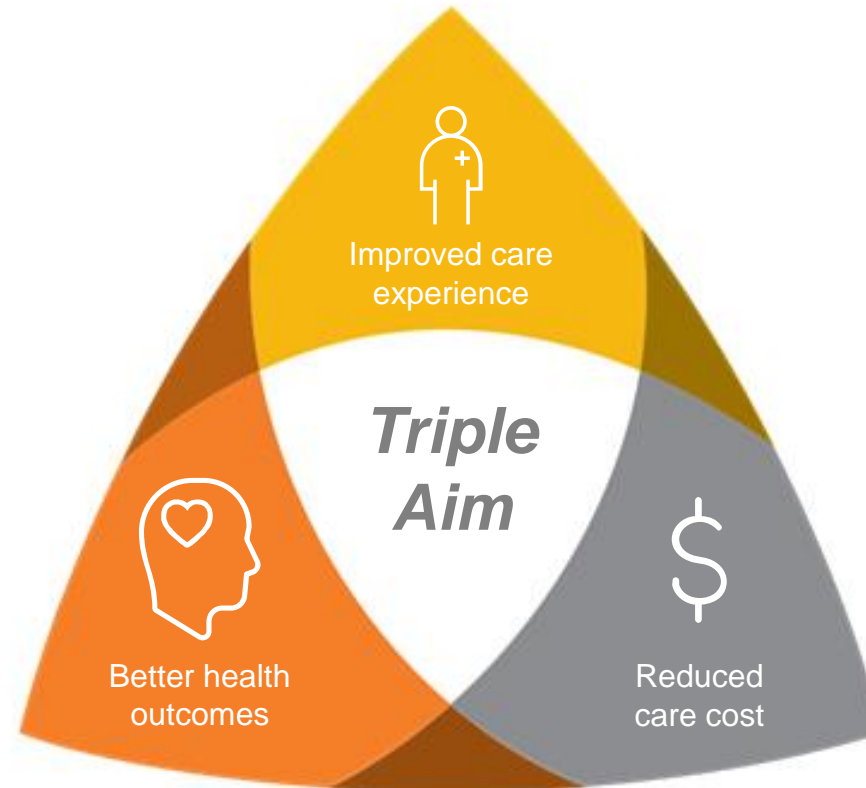 Improved care
experience
Triple
Aim
Better health
outcomes
Reduced
care cost